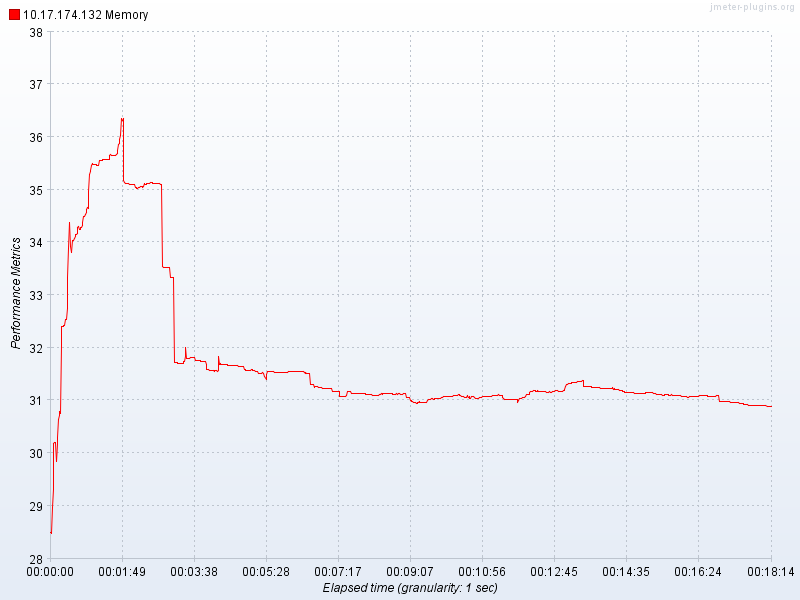 jmeter-plugins.org
10.17.174.132 Memory
38
37
36
35
34
33
32
31
30
29
28
Performance Metrics
00:00:00 00:01:49 00:03:38 00:05:28 00:07:17 00:09:07 00:10:56 00:12:45 00:14:35 00:16:24 00:18:14
Elapsed time (granularity: 1 sec)